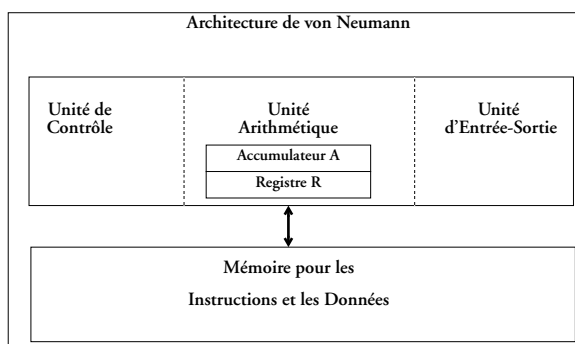 Architecture de von Neumann
Unité de
Contrôle
Unité
Arithmétique
Accumulateur A
Registre R
Unité
d'Entrée-Sortie
Mémoire pour les
Instructions et les Données